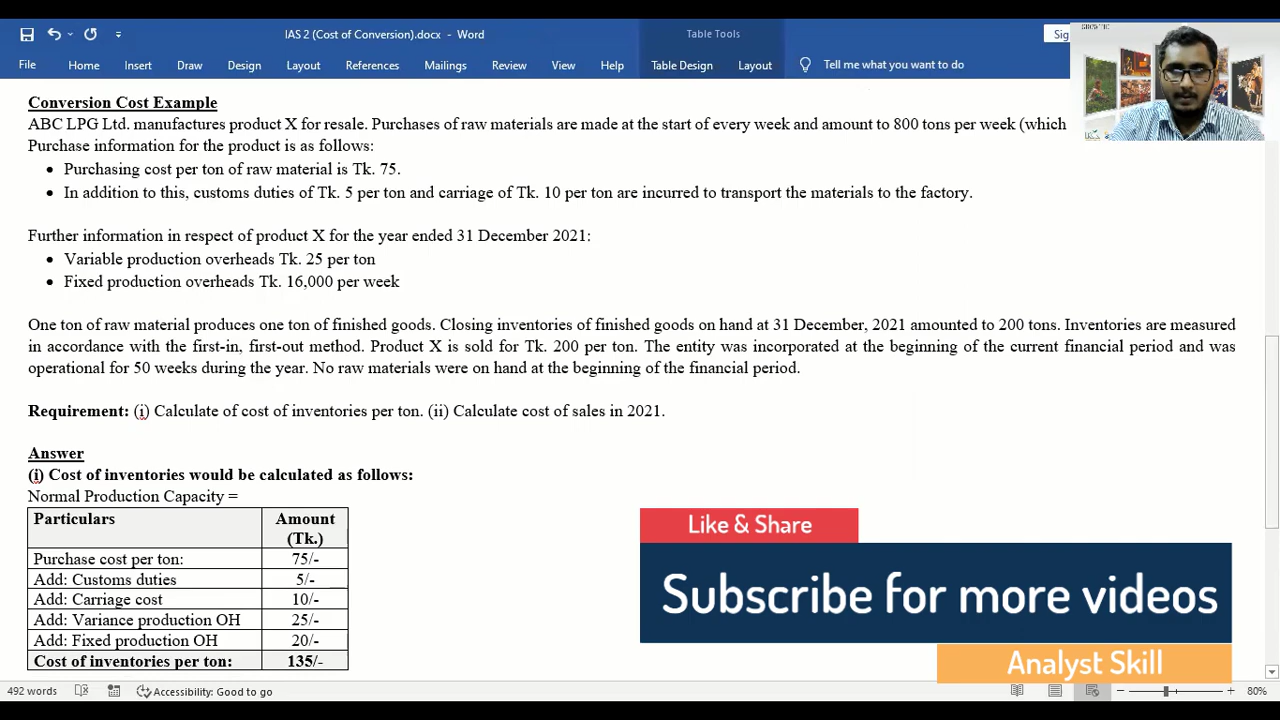 IAS 2 (Cost of Conversion).docx - Word
Table Tools
Sig
File Home Insert Draw Design Layout References Mailings Review View Help Table Design Layout Tell me what you want to do
Conversion Cost Example
ABC LPG Ltd. manufactures product X for resale. Purchases of raw materials are made at the start of every week and amount to 800 tons per week (which
Purchase information for the product is as follows:
• Purchasing cost per ton of raw material is Tk. 75.
• In addition to this, customs duties of Tk. 5 per ton and carriage of Tk. 10 per ton are incurred to transport the materials to the factory.
Further information in respect of product X for the year ended 31 December 2021:
• Variable production overheads Tk. 25 per ton
• Fixed production overheads Tk. 16,000 per week
One ton of raw material produces one ton of finished goods. Closing inventories of finished goods on hand at 31 December, 2021 amounted to 200 tons. Inventories are measured
in accordance with the first-in, first-out method. Product X is sold for Tk. 200 per ton. The entity was incorporated at the beginning of the current financial period and was
operational for 50 weeks during the year. No raw materials were on hand at the beginning of the financial period.
Requirement: (i) Calculate of cost of inventories per ton. (ii) Calculate cost of sales in 2021.
Answer
(i) Cost of inventories would be calculated as follows:
Normal Production Capacity =
Particulars Amount
(Tk.)
Purchase cost per ton: 75/-
Add: Customs duties 5/-
Add: Carriage cost 10/-
Add: Variance production OH 25/-
Add: Fixed production OH 20/-
Cost of inventories per ton: 135/-
Like & Share
Subscribe for more videos
Analyst Skill
492 words Accessibility: Good to go 80%